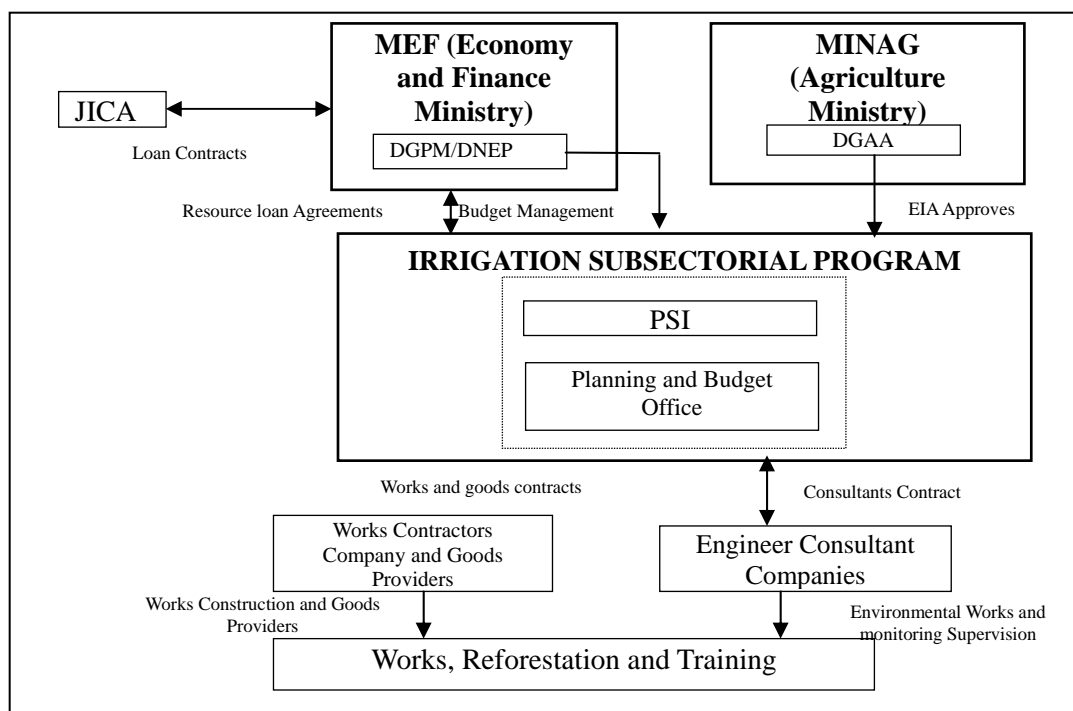 MEF (Economy
and Finance
Ministry)
DGPM/DNEP
MINAG
(Agriculture
Ministry)
DGAA
JICA
Loan Contracts
Resource loan Agreements
Budget Management
EIA Approves
IRRIGATION SUBSECTORIAL PROGRAM
PSI
Planning and Budget
Office
Works and goods contracts
Consultants Contract
Works Contractors
Company and Goods
Providers
Engineer Consultant
Companies
Works Construction and Goods
Providers
Environmental Works and
monitoring Supervision
Works, Reforestation and Training